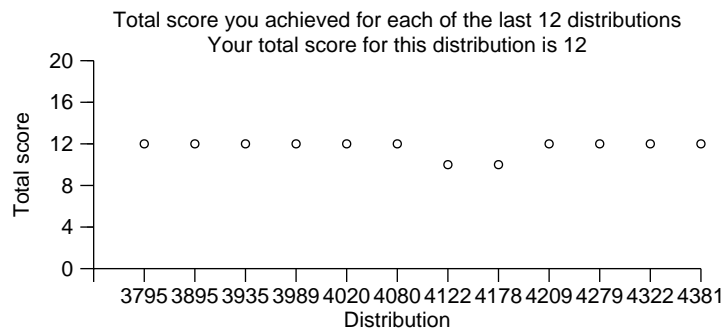 Total score you achieved for each of the last 12 distributions
Your total score for this distribution is 12
20
16
12
8
4
0
Total score
3795 3895 3935 3989 4020 4080 4122 4178 4209 4279 4322 4381
Distribution